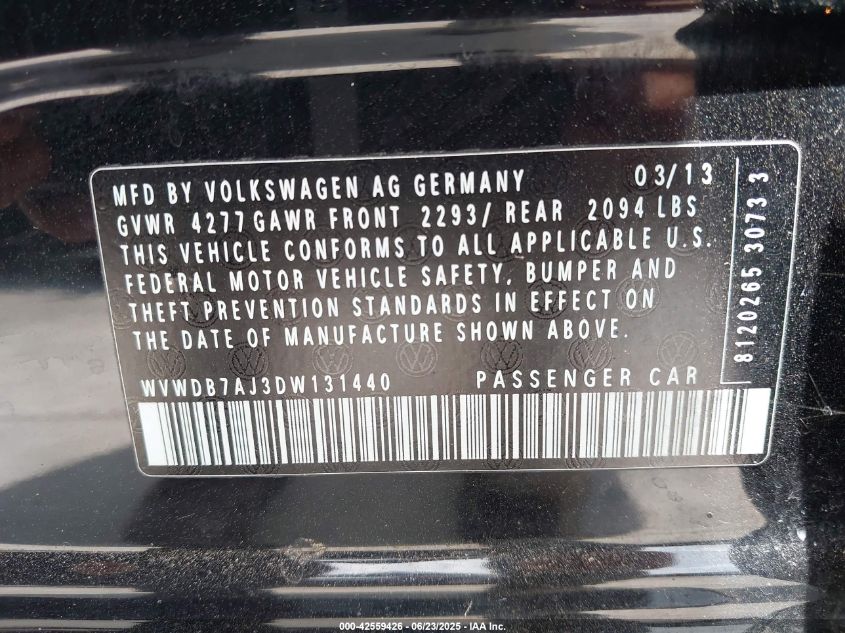 MFD BY VOLKSWAGEN AG GERMANY 03/13
GVWR 4277 GAWR FRONT 2293/ REAR 2094 LBS
THIS VEHICLE CONFORMS TO ALL APPLICABLE U.S.
FEDERAL MOTOR VEHICLE SAFETY, BUMPER AND
THEFT PREVENTION STANDARDS IN EFFECT ON
THE DATE OF MANUFACTURE SHOWN ABOVE.
WVWDB7AJ3DW131440 PASSENGER CAR
8120265 3073 3
000-42559426 - 06/23/2025 - IAA Inc.